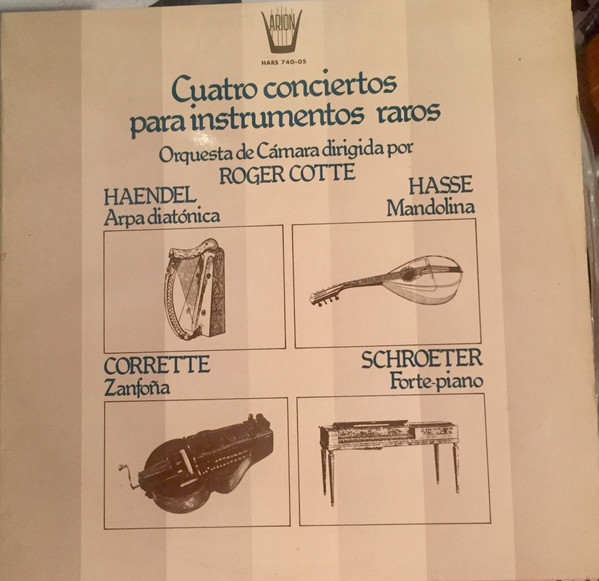 ARION
HARS 740-05
Cuatro conciertos
para instrumentos raros
Orquesta de Cámara dirigida por
ROGER COTTE
HAENDEL
Arpa diatónica
HASSE
Mandolina
CORRETTE
Zanfoña
SCHROETER
Forte-piano